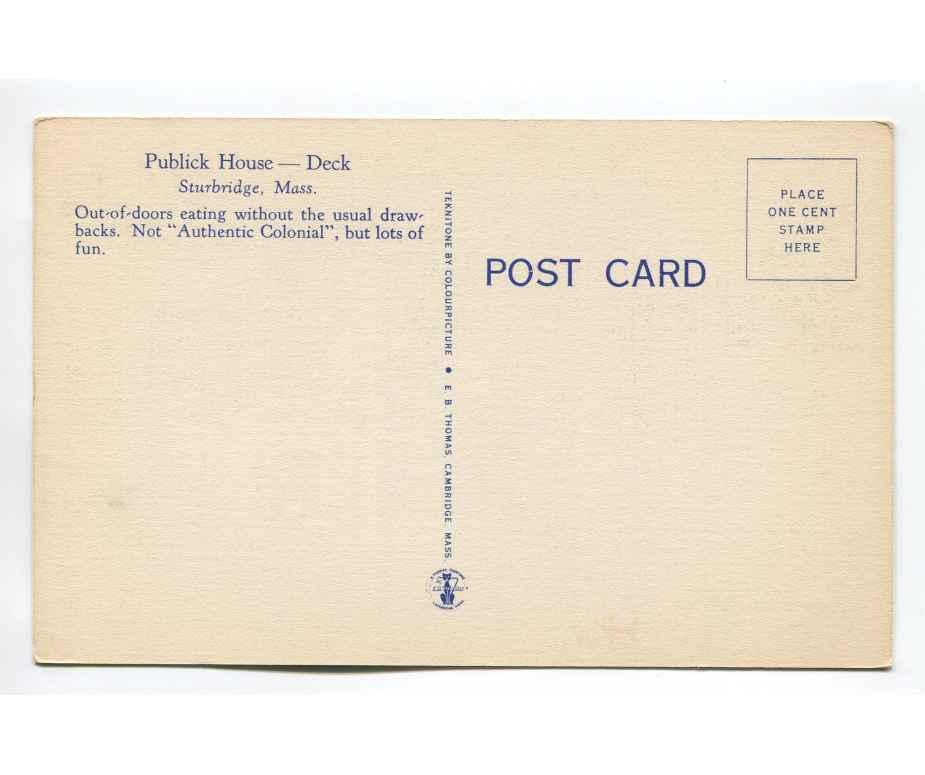 Publick House — Deck
Sturbridge, Mass.
Out-of-doors eating without the usual draw-
backs. Not "Authentic Colonial", but lots of
fun.
TEKNITONE BY COLOURPICTURE • E. B. THOMAS, CAMBRIDGE, MASS.
POST CARD
PLACE
ONE CENT
STAMP
HERE